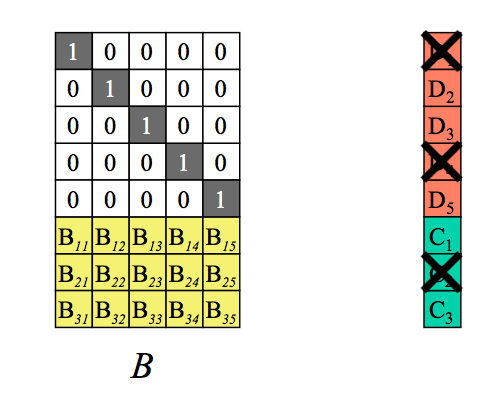 1 0 0 0 0
0 1 0 0 0 D₂
0 0 1 0 0 D₃
0 0 0 1 0
0 0 0 0 1 D₅
B₁₁ B₁₂ B₁₃ B₁₄ B₁₅ C₁
B₂₁ B₂₂ B₂₃ B₂₄ B₂₅
B₃₁ B₃₂ B₃₃ B₃₄ B₃₅ C₃
B